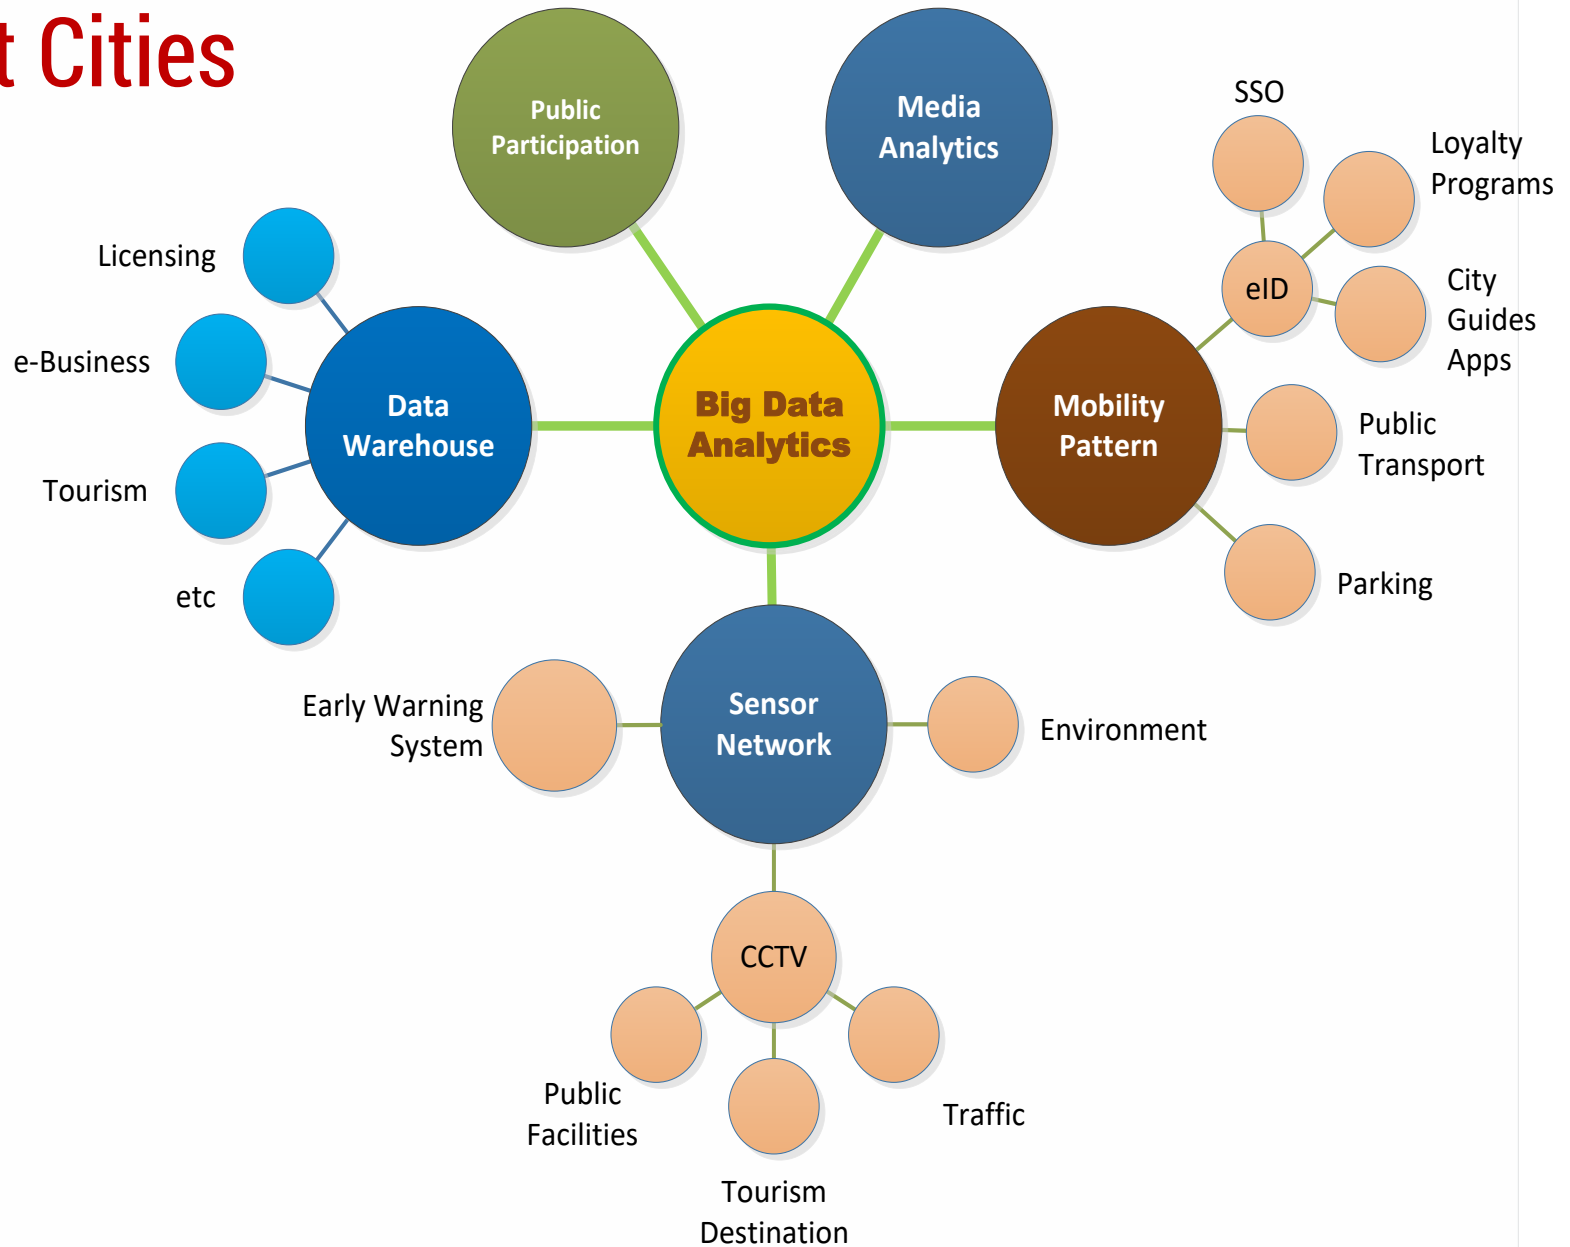 t Cities
Public
Participation
Media
Analytics
SSO
Loyalty
Programs
eID
City
Guides
Apps
Licensing
e-Business
Data
Warehouse
Big Data
Analytics
Mobility
Pattern
Public
Transport
Tourism
Parking
etc
Early Warning
System
Sensor
Network
Environment
CCTV
Public
Facilities
Traffic
Tourism
Destination